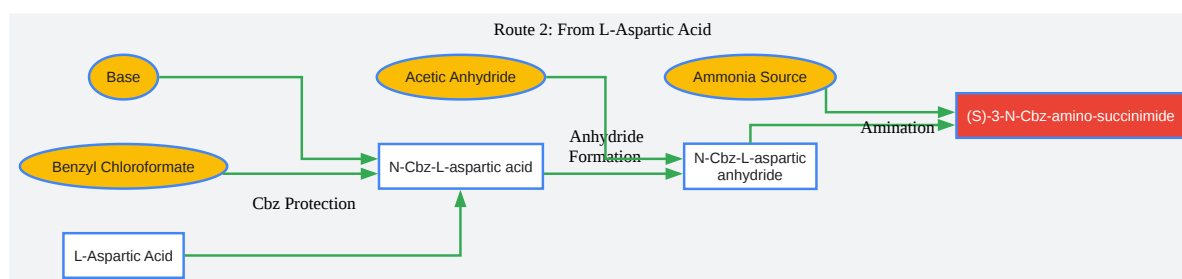 Route 2: From L-Aspartic Acid
Base
Acetic Anhydride
Ammonia Source
(S)-3-N-Cbz-amino-succinimide
Amination
Anhydride
Formation
Benzyl Chloroformate
N-Cbz-L-aspartic acid
N-Cbz-L-aspartic
anhydride
Cbz Protection
L-Aspartic Acid